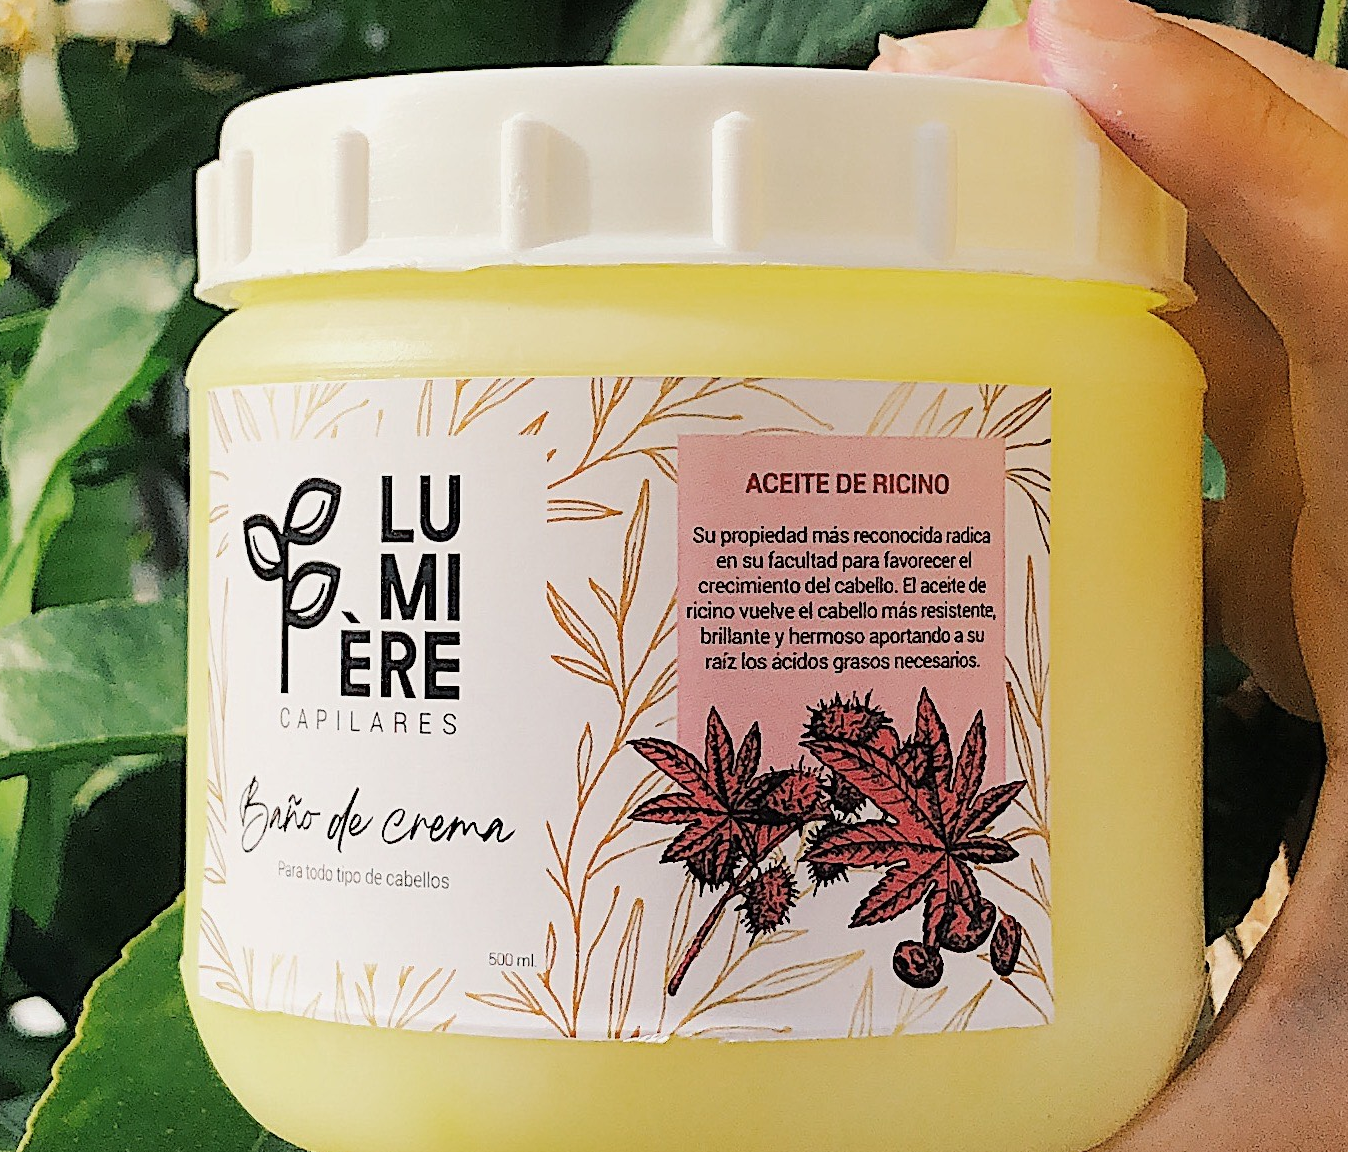 LU
MI
ÈRE
CAPILARES
Baño de crema
Para todo tipo de cabellos
500 ml.
ACEITE DE RICINO
Su propiedad más reconocida radica
en su facultad para favorecer el
crecimiento del cabello. El aceite de
ricino vuelve el cabello más resistente,
brillante y hermoso aportando a su
raíz los ácidos grasos necesarios.